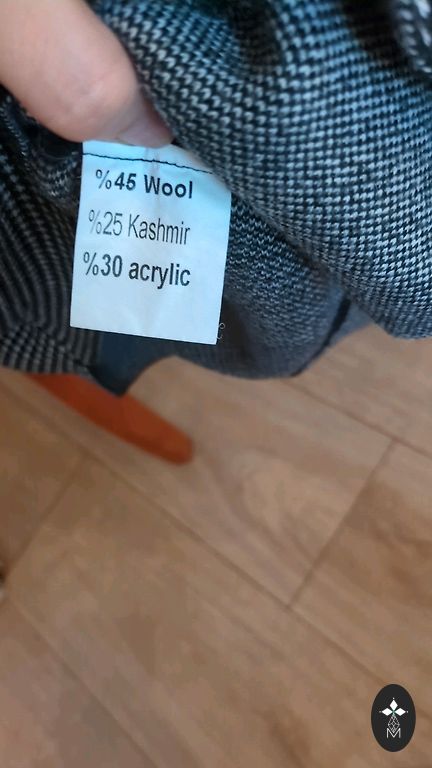 %45 Wool
%25 Kashmir
%30 acrylic
M